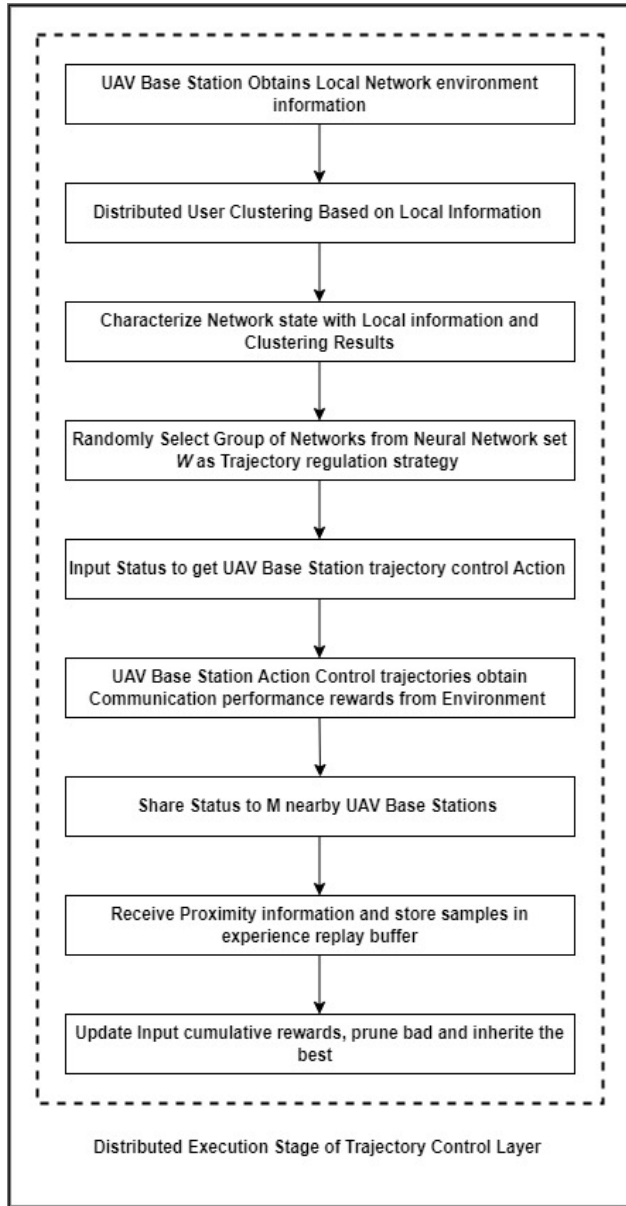 UAV Base Station Obtains Local Network environment
information
Distributed User Clustering Based on Local Information
Characterize Network state with Local information and
Clustering Results
Randomly Select Group of Networks from Neural Network set
W as Trajectory regulation strategy
Input Status to get UAV Base Station trajectory control Action
UAV Base Station Action Control trajectories obtain
Communication performance rewards from Environment
Share Status to M nearby UAV Base Stations
Receive Proximity information and store samples in
experience replay buffer
Update Input cumulative rewards, prune bad and inherite the
best
Distributed Execution Stage of Trajectory Control Layer